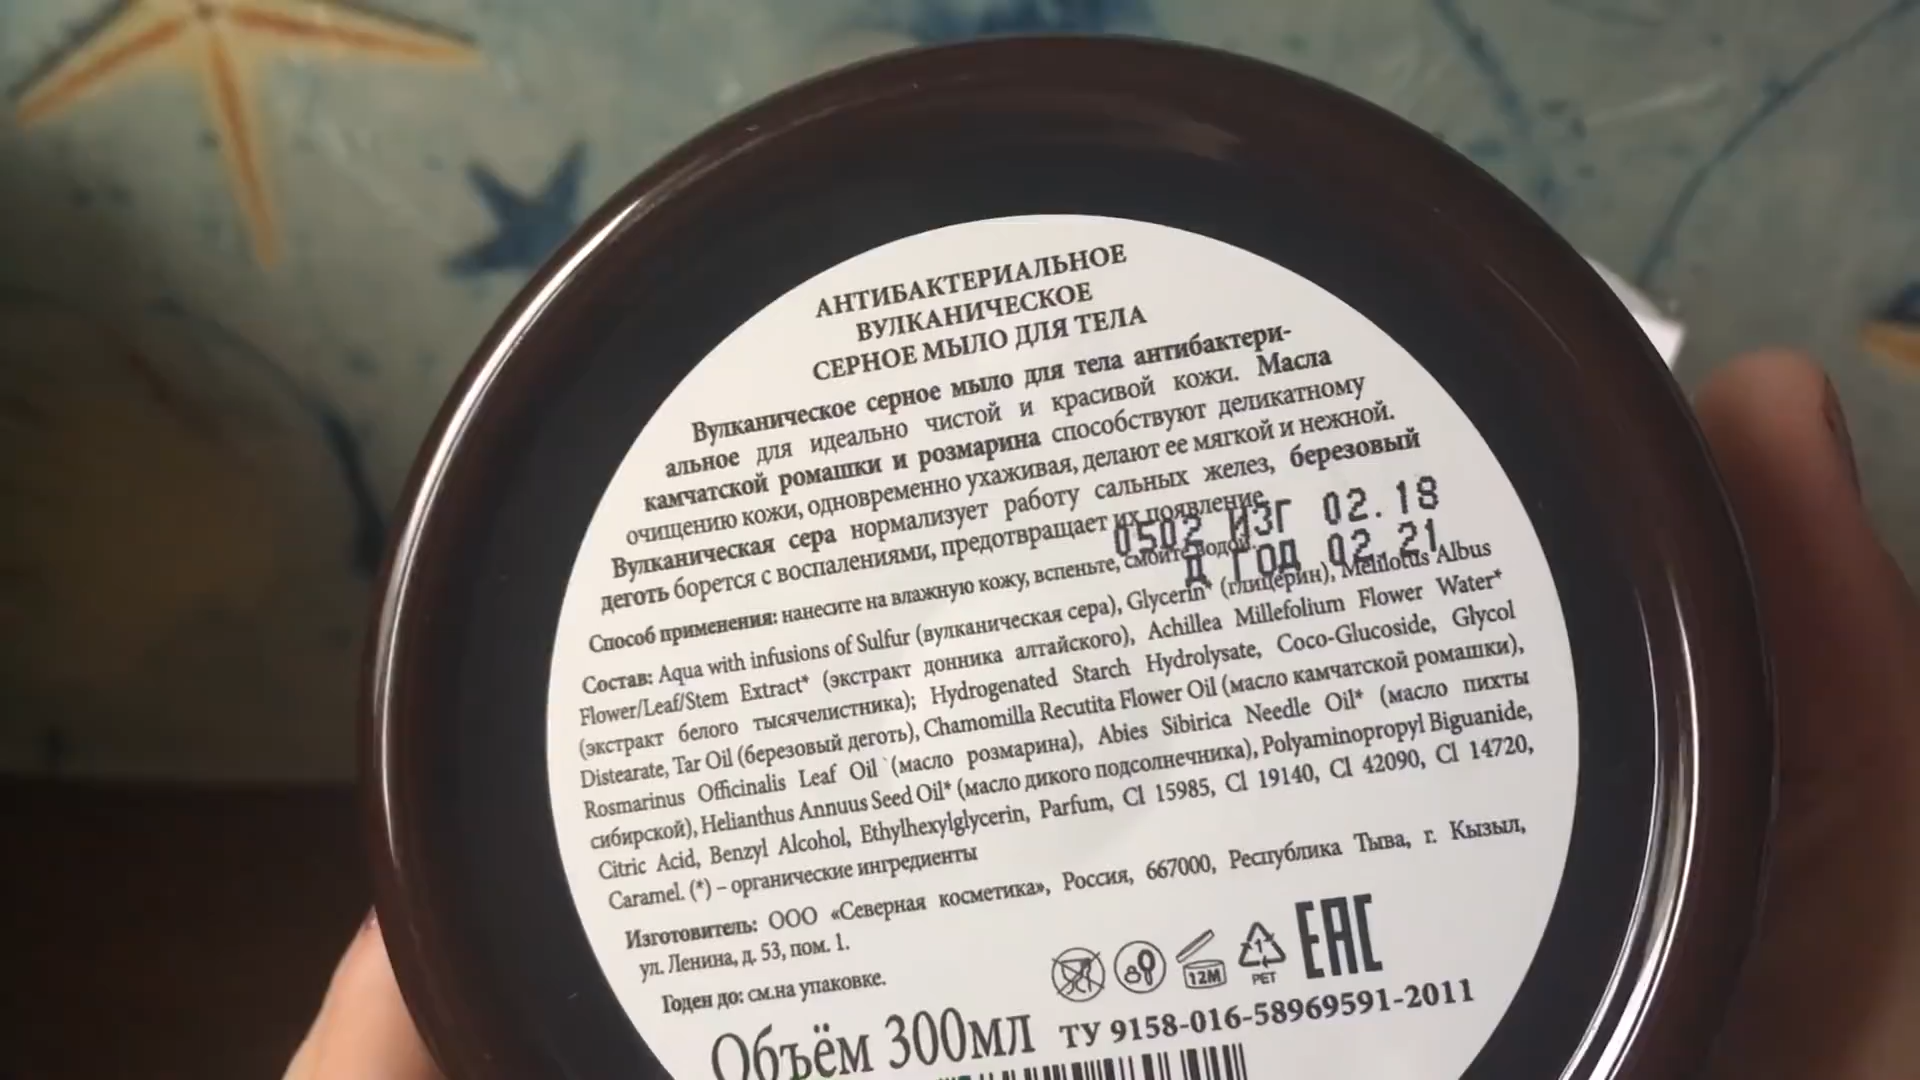 АНТИБАКТЕРИАЛЬНОЕ
ВУЛКАНИЧЕСКОЕ
СЕРНОЕ МЫЛО ДЛЯ ТЕЛА
Вулканическое серное мыло для тела антибактери-
альное для идеально чистой и красивой кожи. Масла
камчатской ромашки и розмарина способствуют деликатному
очищению кожи, одновременно ухаживая, делают ее мягкой и нежной.
Вулканическая сера нормализует работу сальных желез, березовый
деготь борется с воспалениями, предотвращает их появление.
0502 ИЗГ 02.18
Д ГОД 02.21
Способ применения: нанесите на влажную кожу, вспеньте, смойте водой.
Состав: Aqua with infusions of Sulfur (вулканическая сера), Glycerin* (глицерин), Melilotus Albus
Flower/Leaf/Stem Extract* (экстракт донника алтайского), Achillea Millefolium Flower Water*
(экстракт белого тысячелистника); Hydrogenated Starch Hydrolysate, Coco-Glucoside, Glycol
Distearate, Tar Oil (березовый деготь), Chamomilla Recutita Flower Oil (масло камчатской ромашки),
Rosmarinus Officinalis Leaf Oil (масло розмарина), Abies Sibirica Needle Oil* (масло пихты
сибирской), Helianthus Annuus Seed Oil* (масло дикого подсолнечника), Polyaminopropyl Biguanide,
Citric Acid, Benzyl Alcohol, Ethylhexylglycerin, Parfum, Cl 15985, Cl 19140, Cl 42090, Cl 14720,
Caramel. (*) – органические ингредиенты
Изготовитель: ООО «Северная косметика», Россия, 667000, Республика Тыва, г. Кызыл,
ул. Ленина, д. 53, пом. 1.
Годен до: см.на упаковке.
12M
1
PET
EAC
Объём 300мл ТУ 9158-016-58969591-2011